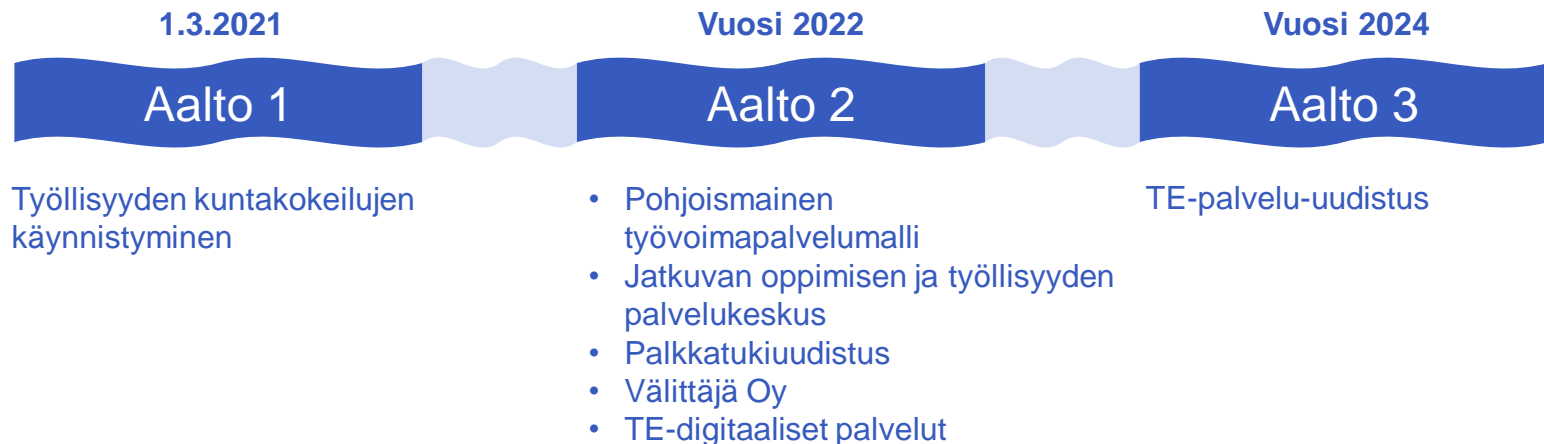 1.3.2021
Aalto 1
Työllisyyden kuntakokeilujen
käynnistyminen
Vuosi 2022
Aalto 2
• Pohjoismainen
työvoimapalvelumalli
• Jatkuvan oppimisen ja työllisyyden
palvelukeskus
• Palkkatukiuudistus
• Välittäjä Oy
• TE-digitaaliset palvelut
Vuosi 2024
Aalto 3
TE-palvelu-uudistus